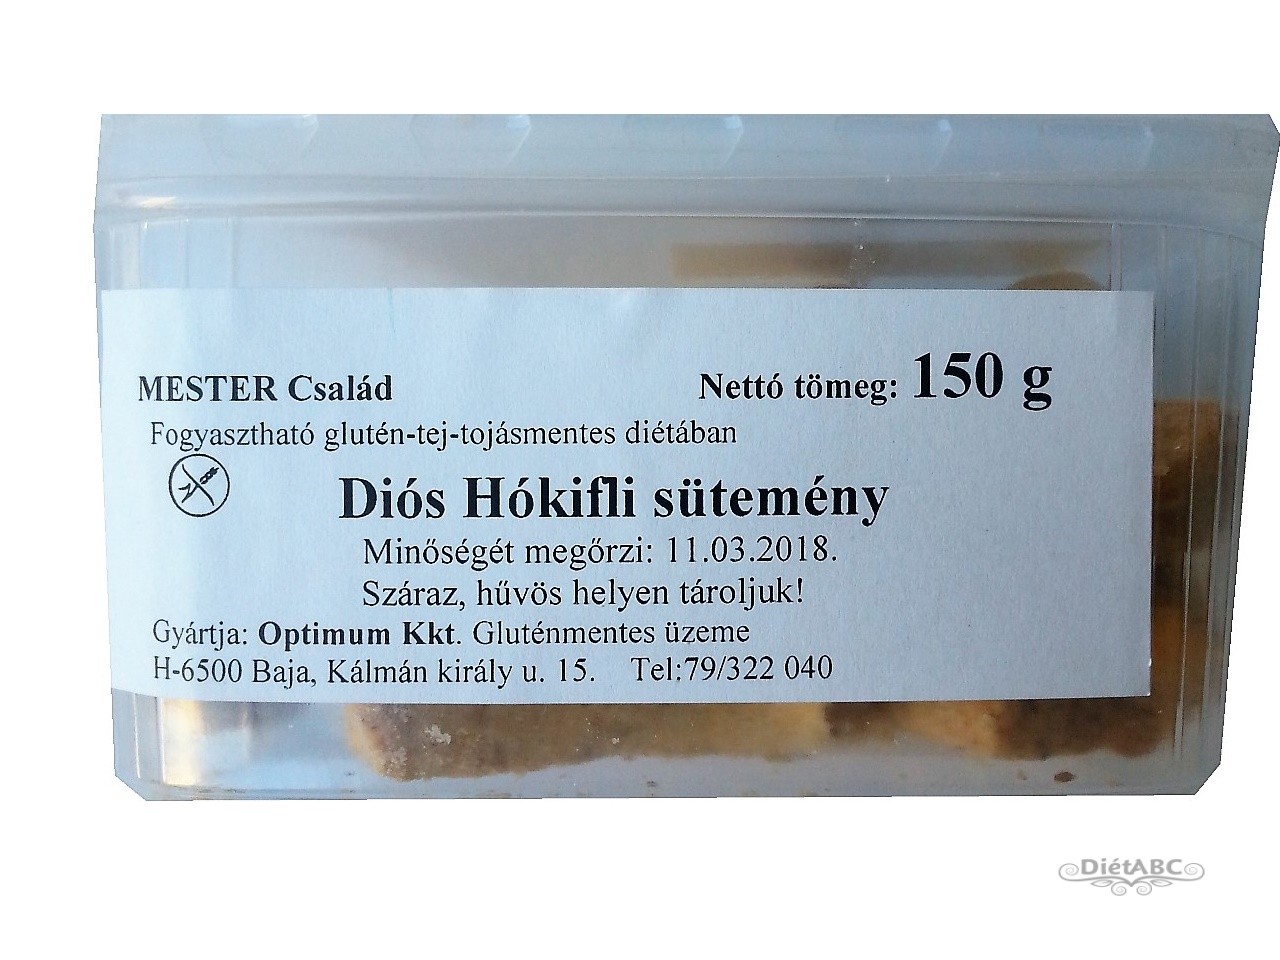 MESTER Család Nettó tömeg: 150 g
Fogyasztható glutén-tej-tojásmentes diétában
Diós Hókifli sütemény
Minőségét megőrzi: 11.03.2018.
Száraz, hűvös helyen tároljuk!
Gyártja: Optimum Kkt. Gluténmentes üzeme
H-6500 Baja, Kálmán király u. 15. Tel:79/322 040
DiétABC